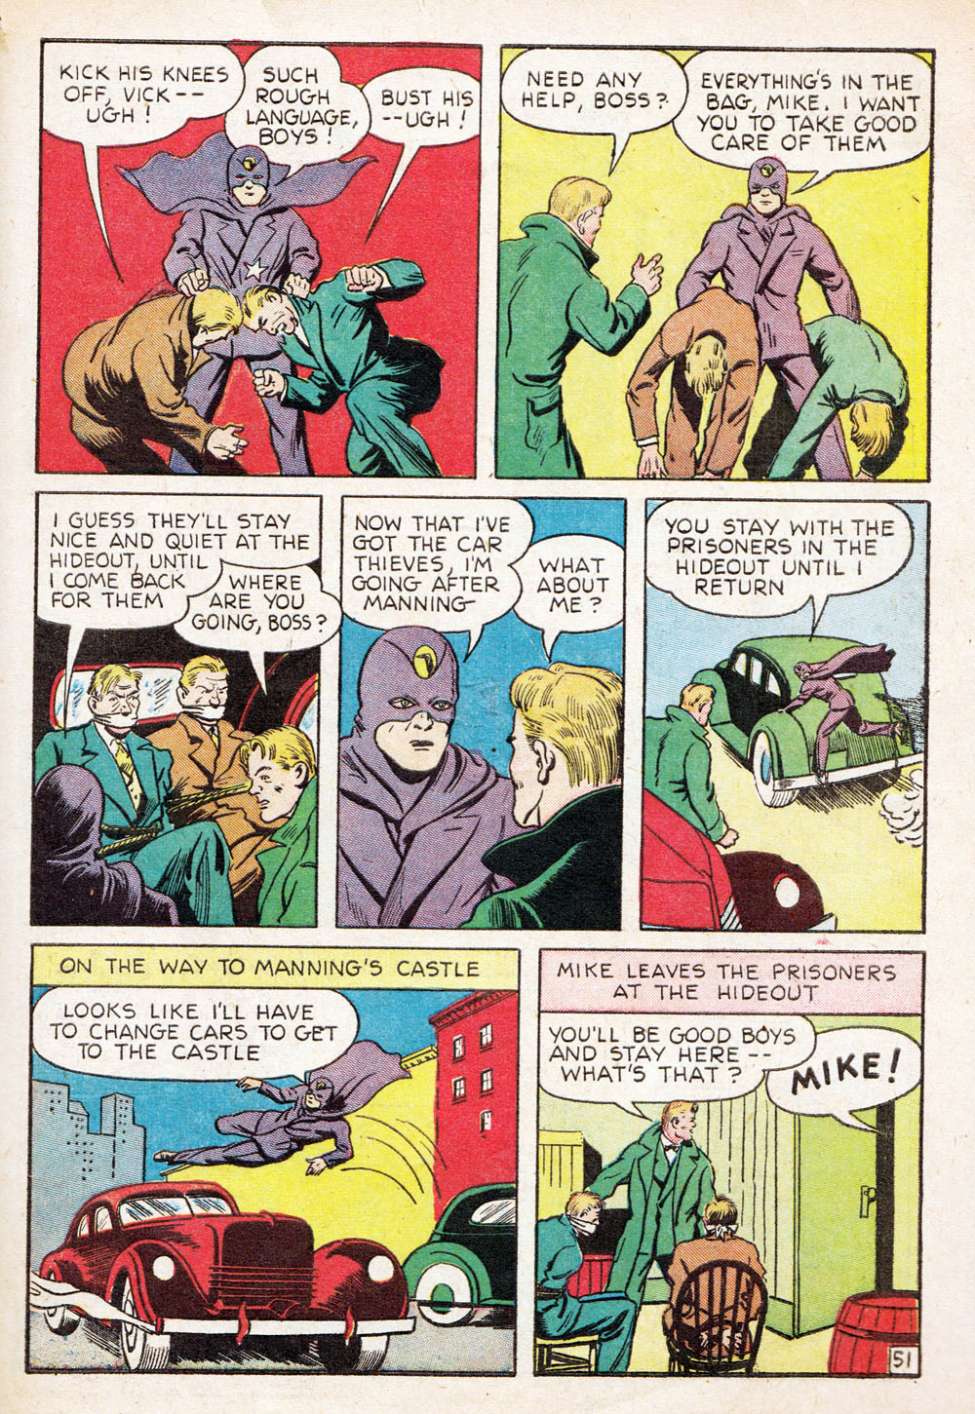 KICK HIS KNEES
OFF, VICK --
UGH!
SUCH
ROUGH
LANGUAGE,
BOYS!
BUST HIS
--UGH!
NEED ANY
HELP, BOSS?
EVERYTHING'S IN THE
BAG, MIKE. I WANT
YOU TO TAKE GOOD
CARE OF THEM
I GUESS THEY'LL STAY
NICE AND QUIET AT THE
HIDEOUT, UNTIL
I COME BACK
FOR THEM
WHERE
ARE YOU
GOING, BOSS?
NOW THAT I'VE
GOT THE CAR
THIEVES, I'M
GOING AFTER
MANNING-
WHAT
ABOUT
ME?
YOU STAY WITH THE
PRISONERS IN THE
HIDEOUT UNTIL I
RETURN
ON THE WAY TO MANNING'S CASTLE
LOOKS LIKE I'LL HAVE
TO CHANGE CARS TO GET
TO THE CASTLE
MIKE LEAVES THE PRISONERS
AT THE HIDEOUT
YOU'LL BE GOOD BOYS
AND STAY HERE --
WHAT'S THAT?
MIKE!
51